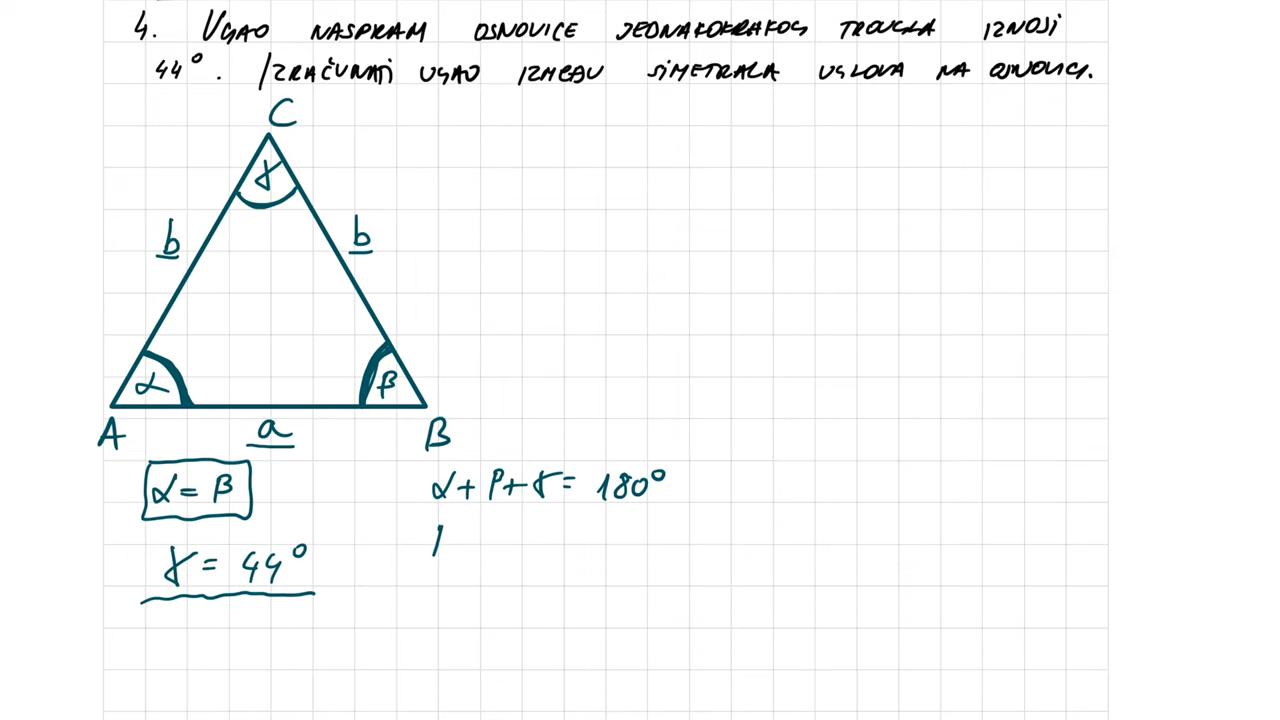 4. UGAO NASPRAM OSNOVICE JEDNAKOKRAKOG TROUGLA IZNOSI
44°. IZRAČUNATI UGAO IZMEĐU SIMETRALA UGLOVA NA OSNOVICI.
C
γ
b b
α β
A a B
α = β α + β + γ = 180°
γ = 44°